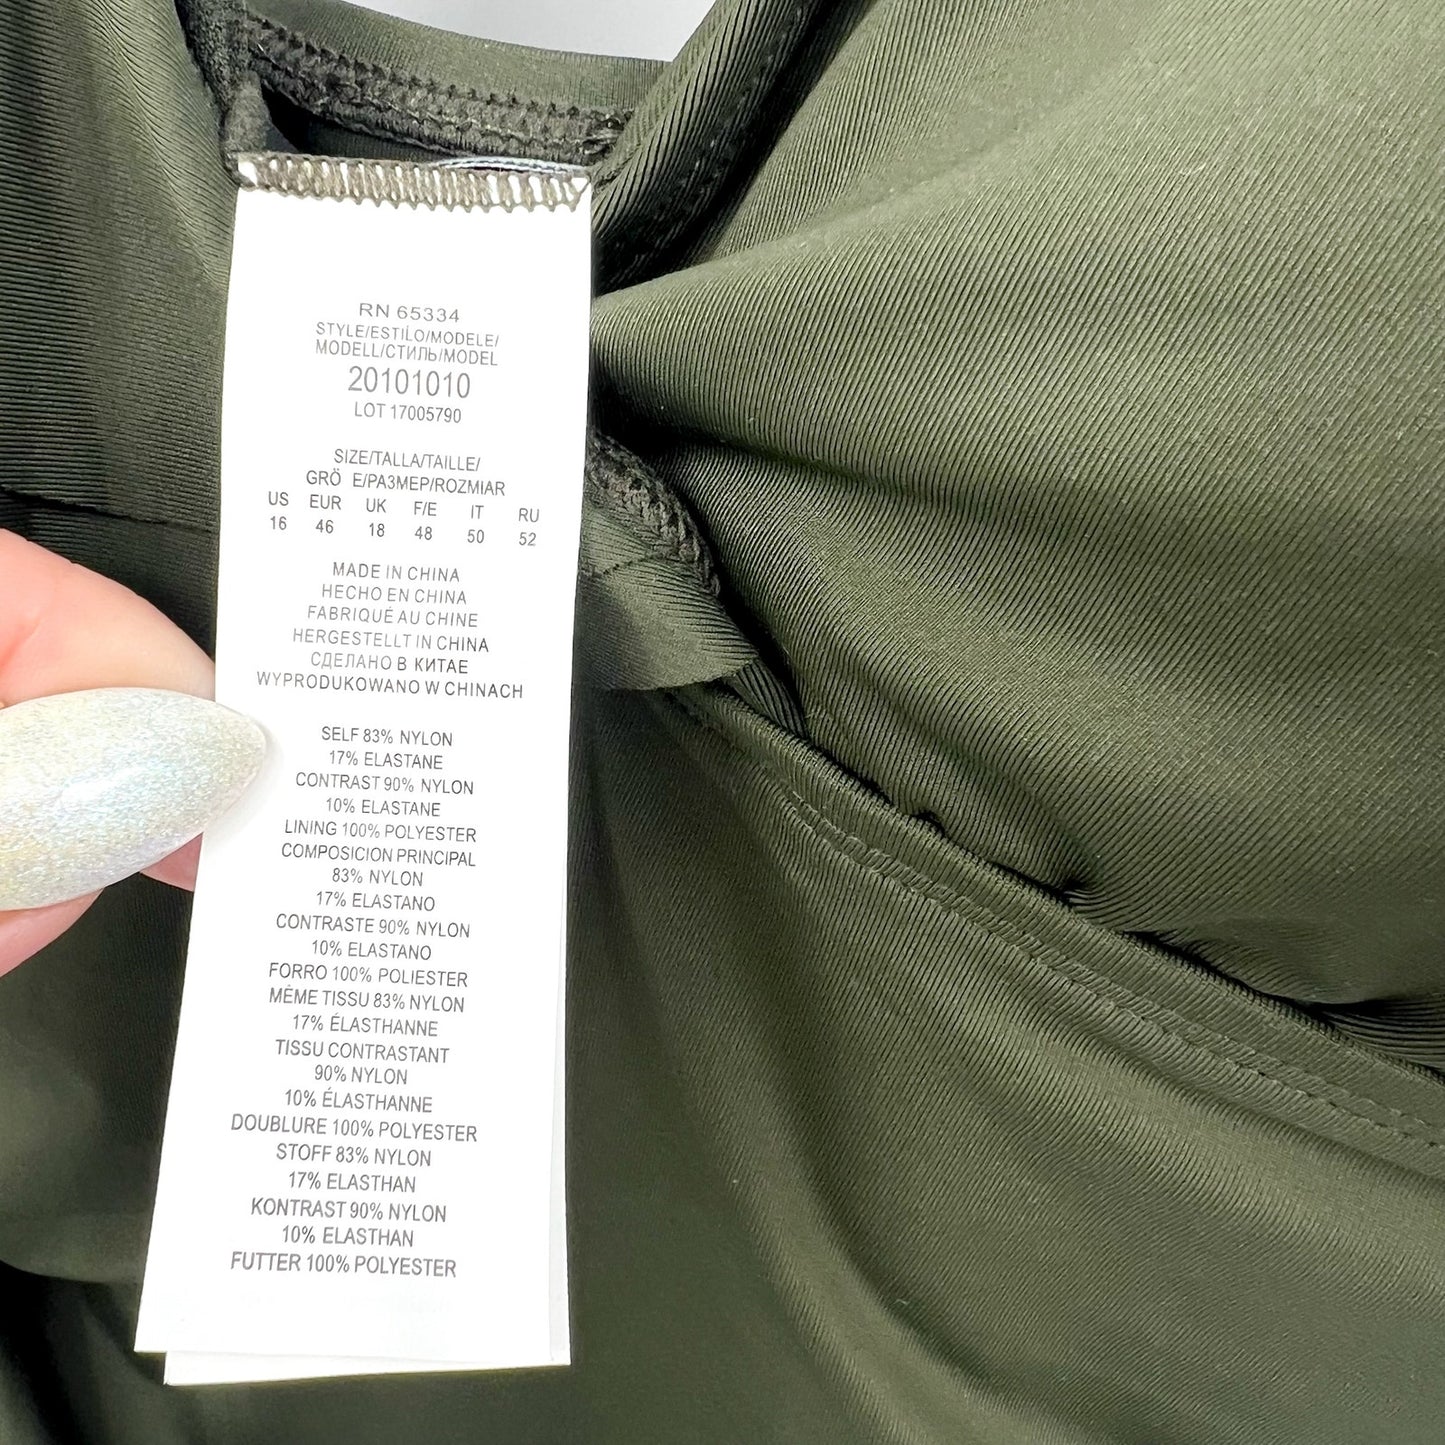 RN 65334
STYLE/ESTILO/MODELE/
MODELL/СТИЛЬ/MODEL
20101010
LOT 17005790
SIZE/TALLA/TAILLE/
GRÖ E/РАЗМЕР/ROZMIAR
US EUR UK F/E IT RU
16 46 18 48 50 52
MADE IN CHINA
HECHO EN CHINA
FABRIQUÉ AU CHINE
HERGESTELLT IN CHINA
СДЕЛАНО В КИТАЕ
WYPRODUKOWANO W CHINACH
SELF 83% NYLON
17% ELASTANE
CONTRAST 90% NYLON
10% ELASTANE
LINING 100% POLYESTER
COMPOSICION PRINCIPAL
83% NYLON
17% ELASTANO
CONTRASTE 90% NYLON
10% ELASTANO
FORRO 100% POLIESTER
MÊME TISSU 83% NYLON
17% ÉLASTHANNE
TISSU CONTRASTANT
90% NYLON
10% ÉLASTHANNE
DOUBLURE 100% POLYESTER
STOFF 83% NYLON
17% ELASTHAN
KONTRAST 90% NYLON
10% ELASTHAN
FUTTER 100% POLYESTER